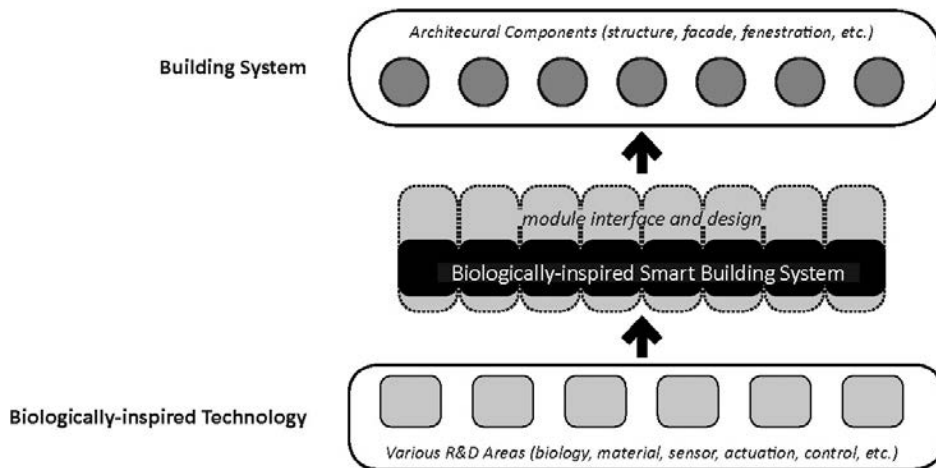 Architecural Components (structure, facade, fenestration, etc.)
Building System
module interface and design
Biologically-inspired Smart Building System
Biologically-inspired Technology
Various R&D Areas (biology, material, sensor, actuation, control, etc.)